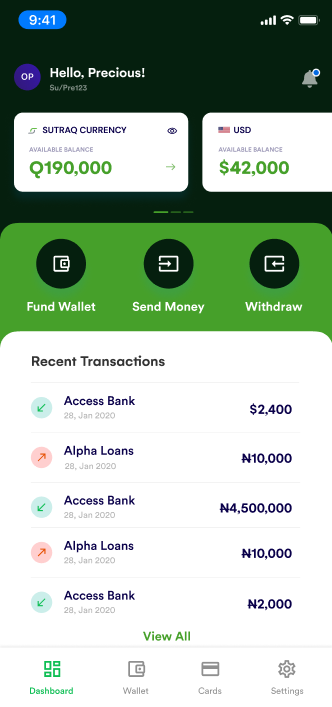 9:41
OP
Hello, Precious!
Su/Pre123
SUTRAQ CURRENCY
AVAILABLE BALANCE
Q190,000
USD
AVAILABLE BALANCE
$42,000
Fund Wallet
Send Money
Withdraw
Recent Transactions
Access Bank
28, Jan 2020
$2,400
Alpha Loans
28, Jan 2020
₦10,000
Access Bank
28, Jan 2020
₦4,500,000
Alpha Loans
28, Jan 2020
₦10,000
Access Bank
28, Jan 2020
₦2,000
View All
Dashboard
Wallet
Cards
Settings